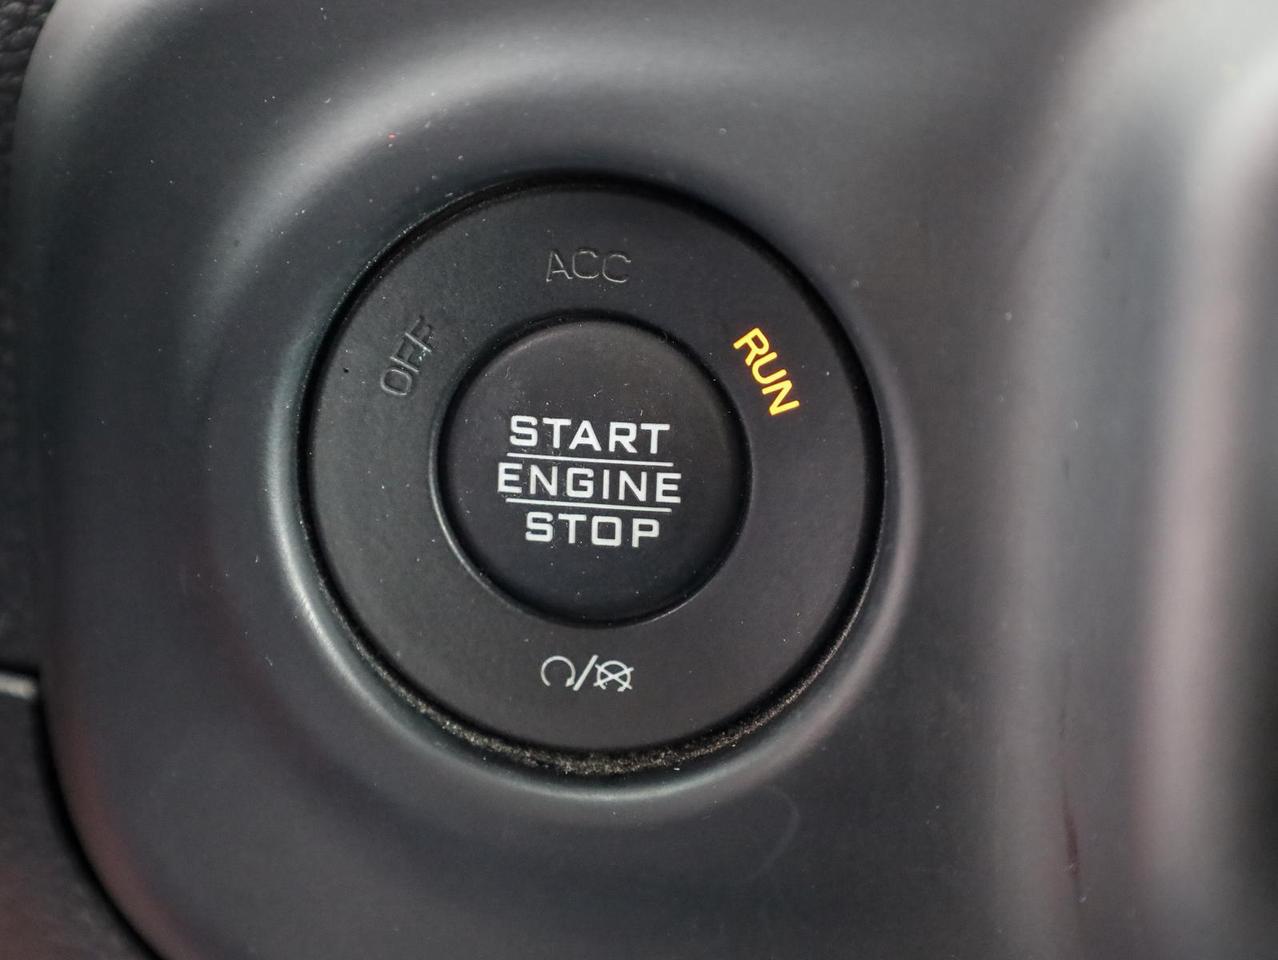 ACC
OFF
RUN
START
ENGINE
STOP